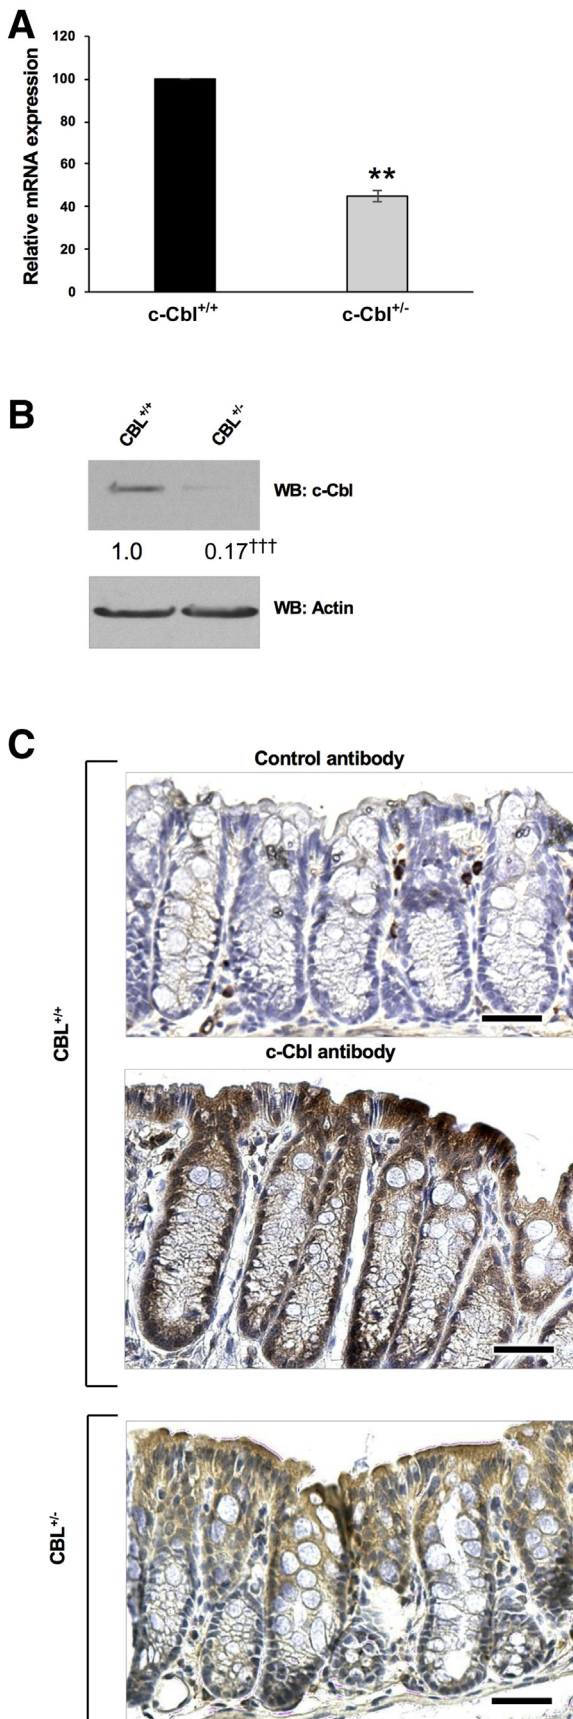 A
Relative mRNA expression
120
100
80
60
40
20
0
**
c-Cbl+/+
c-Cbl+/-
B
CBL+/+
CBL+/-
WB: c-Cbl
1.0
0.17†††
WB: Actin
C
Control antibody
CBL+/+
c-Cbl antibody
CBL+/-